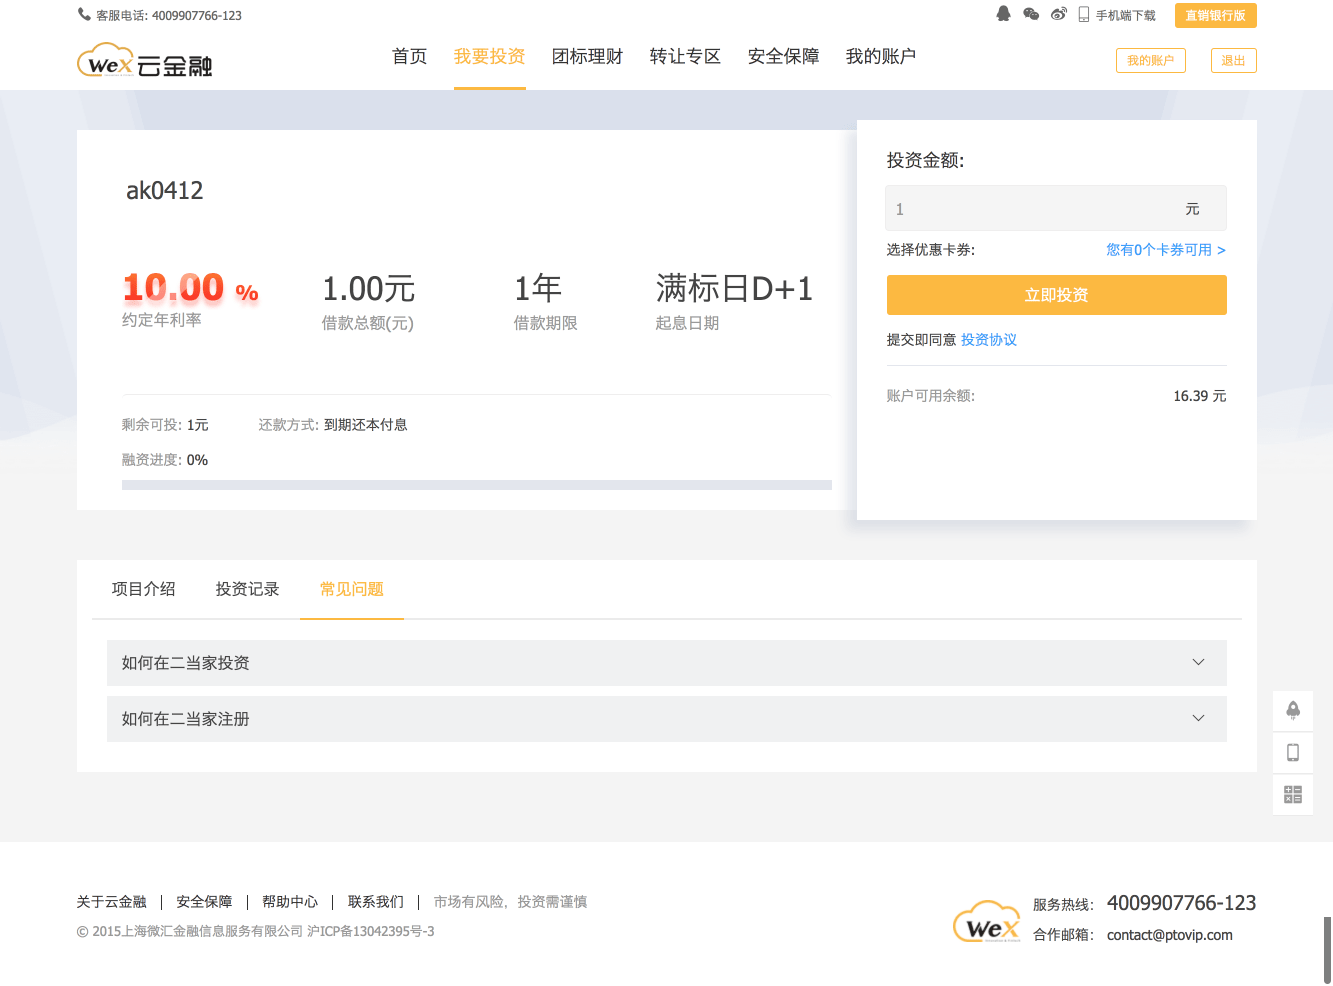 客服电话: 4009907766-123
手机端下载
直销银行版
WeX 云金融
首页 我要投资 团标理财 转让专区 安全保障 我的账户
我的账户 退出
ak0412
10.00 % 1.00元 1年 满标日D+1
约定年利率 借款总额(元) 借款期限 起息日期
剩余可投: 1元 还款方式: 到期还本付息
融资进度: 0%
投资金额:
1 元
选择优惠卡券: 您有0个卡券可用 >
立即投资
提交即同意 投资协议
账户可用余额: 16.39 元
项目介绍 投资记录 常见问题
如何在二当家投资
如何在二当家注册
关于云金融 | 安全保障 | 帮助中心 | 联系我们 | 市场有风险，投资需谨慎
© 2015上海微汇金融信息服务有限公司 沪ICP备13042395号-3
WeX
服务热线： 4009907766-123
合作邮箱： contact@ptovip.com